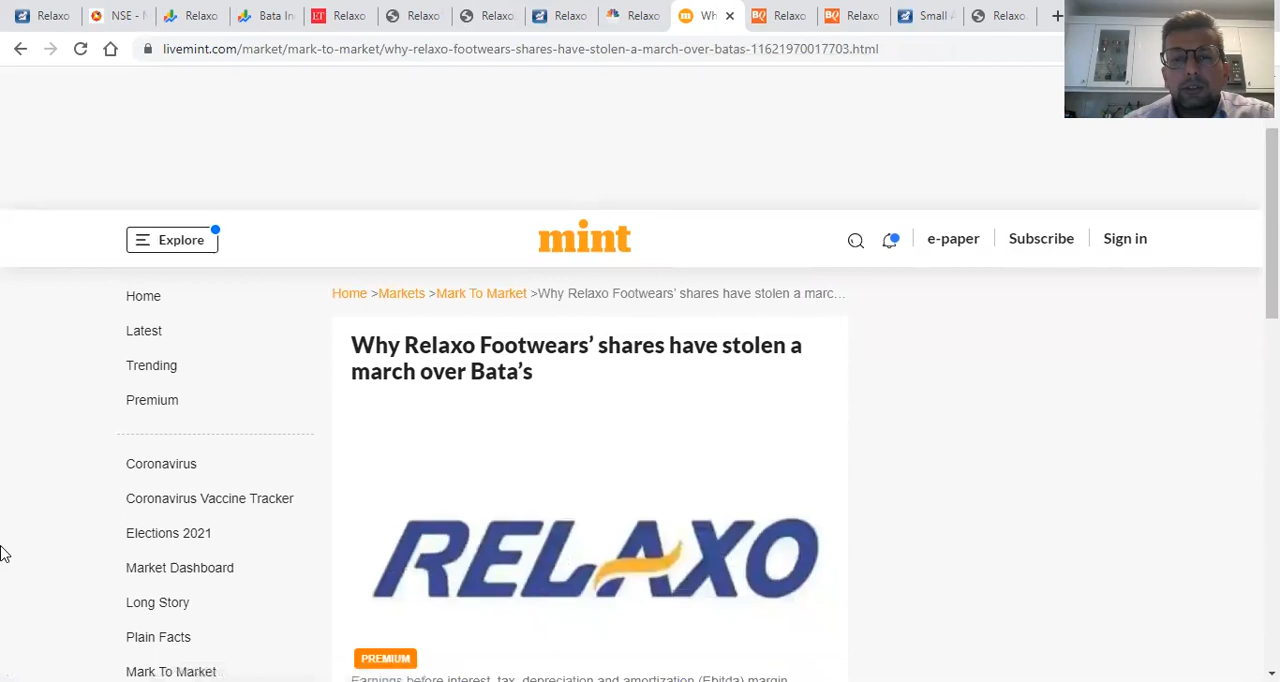 Relaxo
NSE - N
Relaxo
Bata In
ET Relaxo
Relaxo
Relaxo
Relaxo
Relaxo
m Wh
BQ Relaxo
BQ Relaxo
Small
Relaxo
livemint.com/market/mark-to-market/why-relaxo-footwears-shares-have-stolen-a-march-over-batas-11621970017703.html
Explore
mint
e-paper
Subscribe
Sign in
Home >Markets >Mark To Market >Why Relaxo Footwears’ shares have stolen a marc...
Home
Latest
Trending
Premium
Coronavirus
Coronavirus Vaccine Tracker
Elections 2021
Market Dashboard
Long Story
Plain Facts
Mark To Market
Why Relaxo Footwears’ shares have stolen a
march over Bata’s
RELAXO
PREMIUM
Earnings before interest, tax, depreciation and amortization (Ebitda) margin